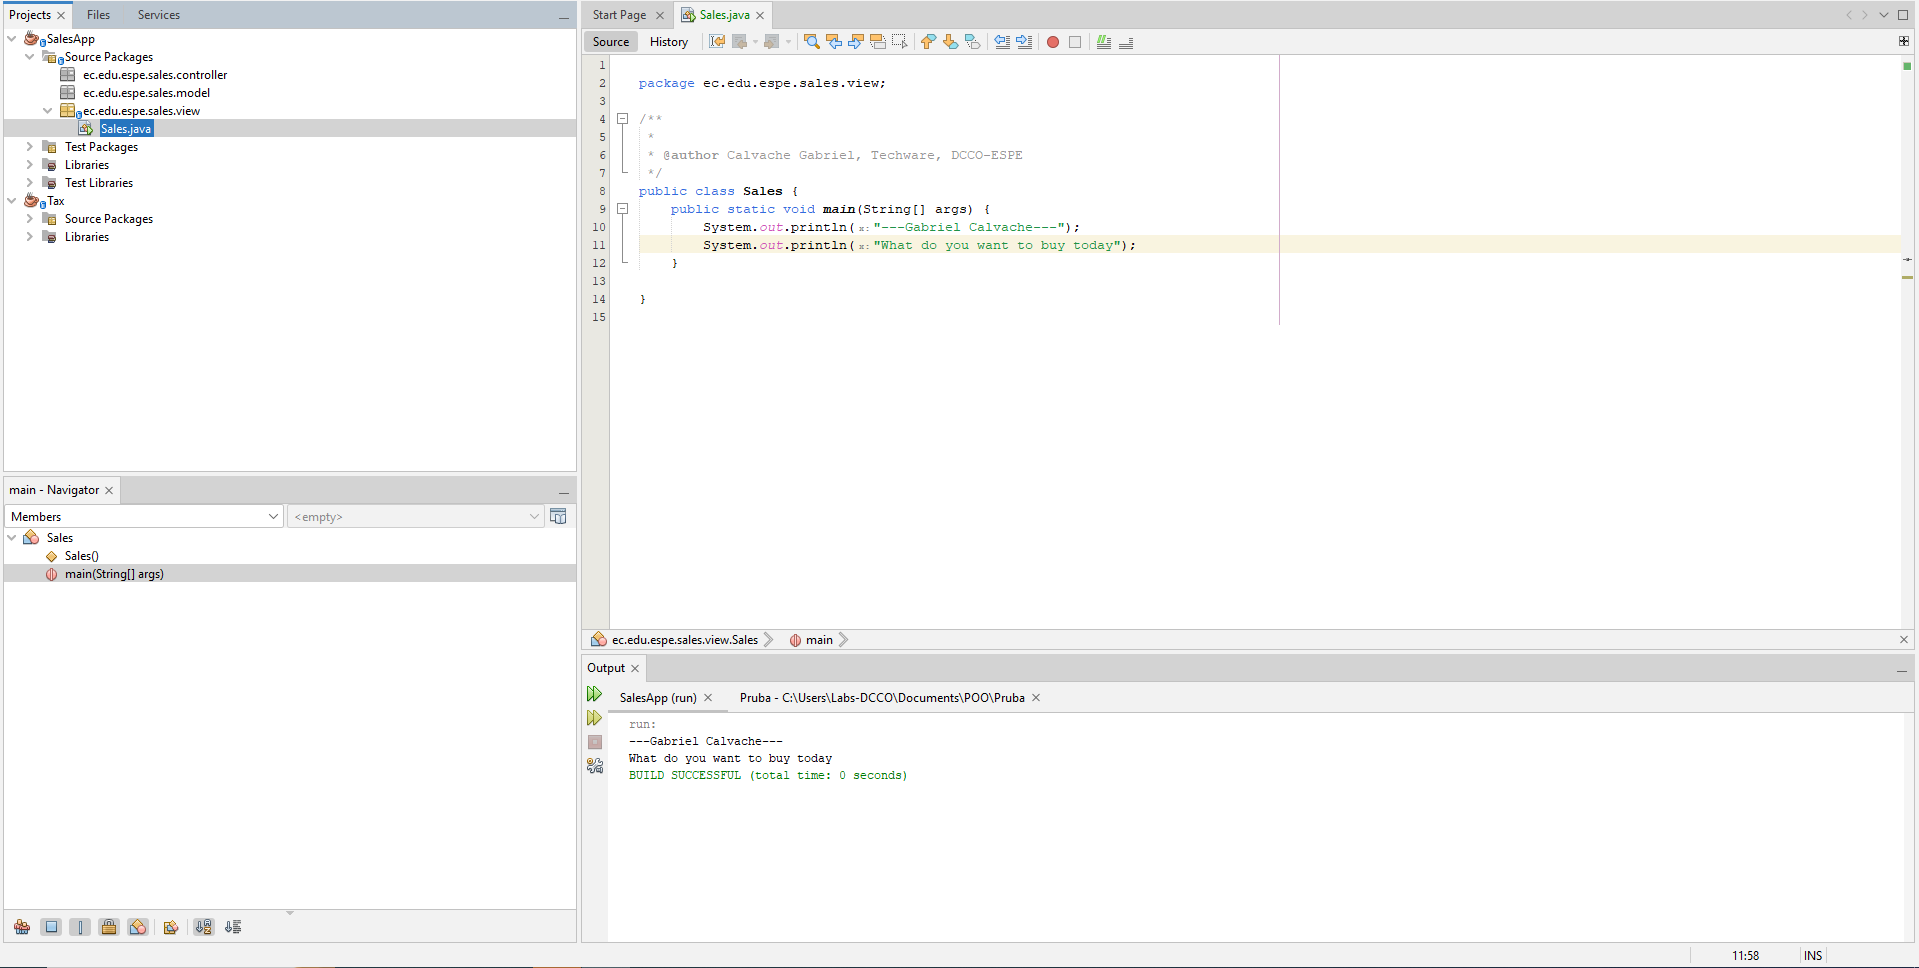 Projects Files Services
SalesApp
Source Packages
ec.edu.espe.sales.controller
ec.edu.espe.sales.model
ec.edu.espe.sales.view
Sales.java
Test Packages
Libraries
Test Libraries
Tax
Source Packages
Libraries
main - Navigator
Members <empty>
Sales
Sales()
main(String[] args)
Start Page Sales.java
Source History
1
2 package ec.edu.espe.sales.view;
3
4 /**
5 *
6 * @author Calvache Gabriel, Techware, DCCO-ESPE
7 */
8 public class Sales {
9 public static void main(String[] args) {
10 System.out.println(x: "---Gabriel Calvache---");
11 System.out.println(x: "What do you want to buy today");
12 }
13
14 }
15
ec.edu.espe.sales.view.Sales main
Output
SalesApp (run) Pruba - C:\Users\Labs-DCCO\Documents\POO\Pruba
run:
---Gabriel Calvache---
What do you want to buy today
BUILD SUCCESSFUL (total time: 0 seconds)
11:58 INS